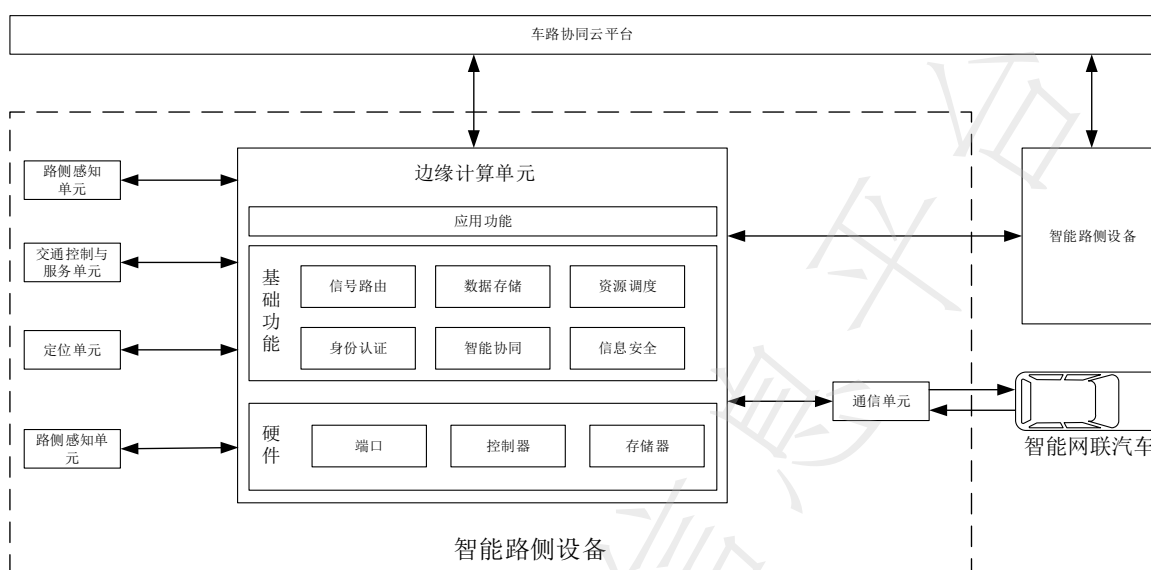 车路协同云平台
路侧感知
单元
交通控制与
服务单元
定位单元
路侧感知单
元
边缘计算单元
应用功能
基
础
功
能
信号路由
数据存储
资源调度
身份认证
智能协同
信息安全
硬
件
端口
控制器
存储器
智能路侧设备
通信单元
智能网联汽车
智能路侧设备
信息平台